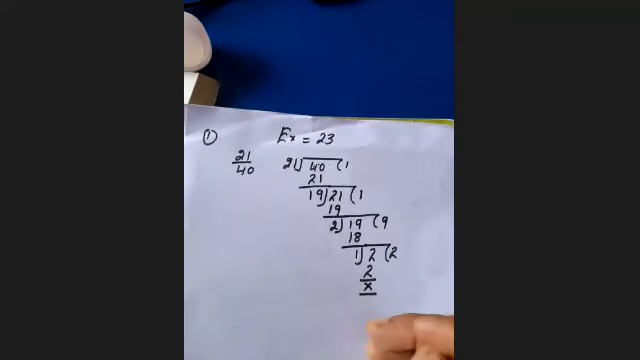 ① Ex = 23
21/40 21) 40 (1
21
19) 21 (1
19
2) 19 (9
18
1) 2 (2
2
x